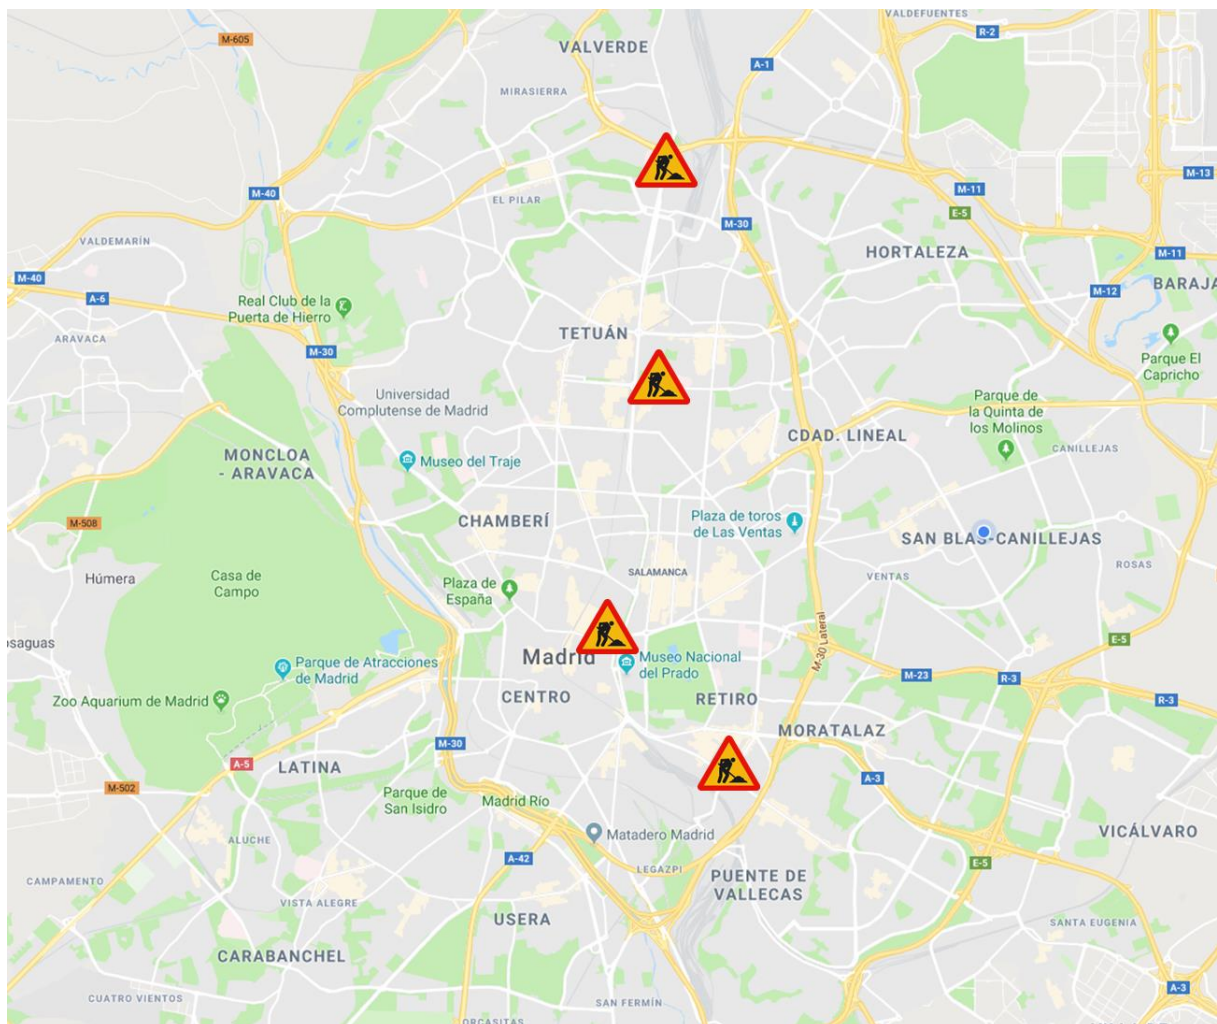 VALDEFUENTES
M-605
R-2
VALVERDE
A-1
MIRASIERRA
M-13
M-40
M-11
EL PILAR
E-5
M-30
VALDEMARÍN
HORTALEZA
M-11
M-40
BARAJA
A-6
M-12
Real Club de la
Puerta de Hierro
TETUÁN
ARAVACA
M-30
Parque El
Capricho
Universidad
Complutense de Madrid
Parque de
la Quinta de
los Molinos
CDAD. LINEAL
CANILLEJAS
MONCLOA
- ARAVACA
Museo del Traje
M-508
CHAMBERÍ
Plaza de toros
de Las Ventas
SAN BLAS-CANILLEJAS
ROSAS
Húmera
Casa de
Campo
Plaza de
España
SALAMANCA
VENTAS
osaguas
M-30 Lateral
E-5
Madrid
Museo Nacional
del Prado
Parque de Atracciones
de Madrid
M-23
R-3
R-3
Zoo Aquarium de Madrid
CENTRO
RETIRO
MORATALAZ
M-30
A-5
LATINA
A-3
M-502
Parque de
San Isidro
Madrid Río
Matadero Madrid
VICÁLVARO
ALUCHE
A-42
LEGAZPI
E-5
CAMPAMENTO
PUENTE DE
VALLECAS
VISTA ALEGRE
USERA
SANTA EUGENIA
CARABANCHEL
A-3
CUATRO VIENTOS
SAN FERMÍN
ORCASITAS